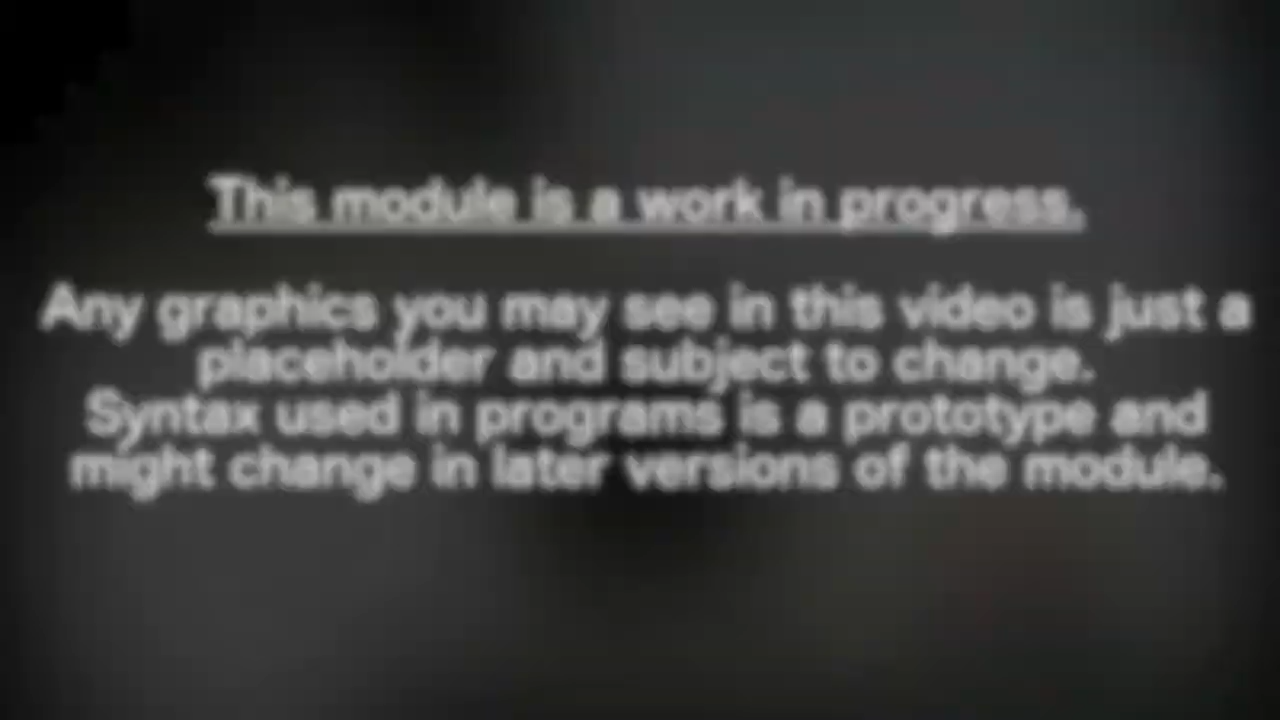 This module is a work in progress.
Any graphics you may see in this video is just a
placeholder and subject to change.
Syntax used in programs is a prototype and
might change in later versions of the module.